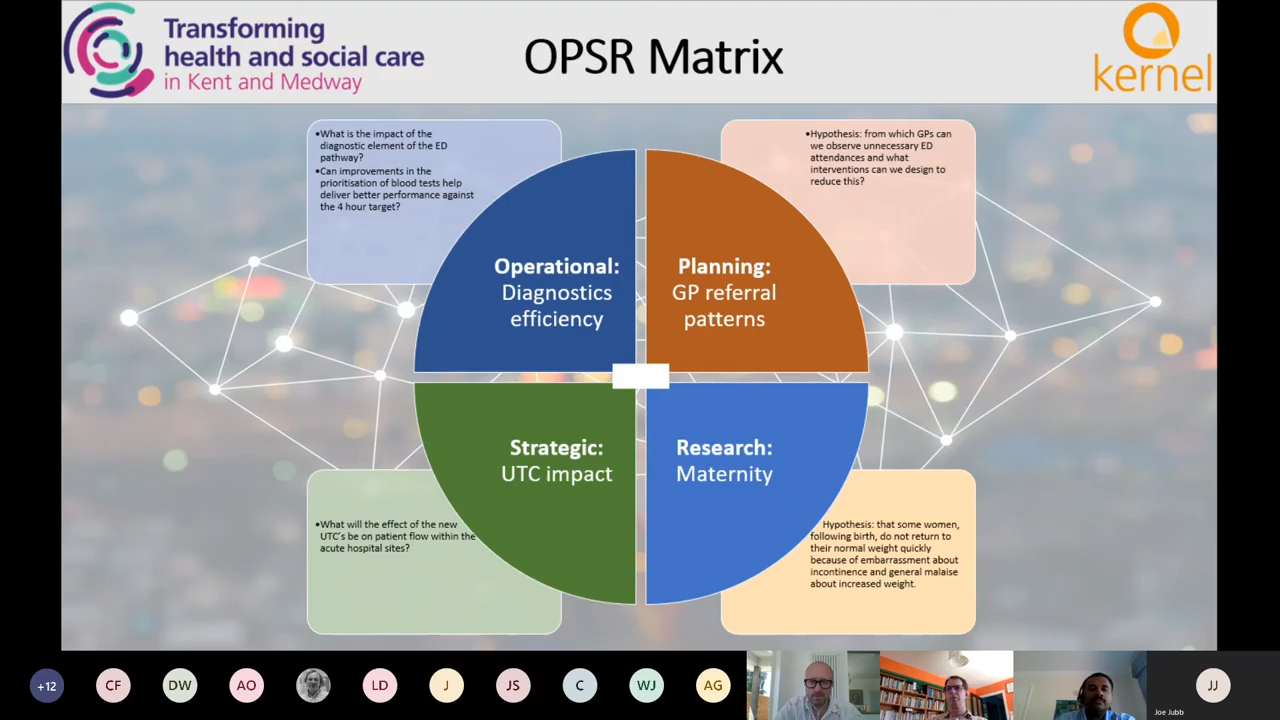 Transforming
health and social care
in Kent and Medway
OPSR Matrix
kernel
•What is the impact of the
diagnostic element of the ED
pathway?
•Can improvements in the
prioritisation of blood tests help
deliver better performance against
the 4 hour target?
•Hypothesis: from which GPs can
we observe unnecessary ED
attendances and what
interventions can we design to
reduce this?
Operational:
Diagnostics
efficiency
Planning:
GP referral
patterns
Strategic:
UTC impact
Research:
Maternity
•What will the effect of the new
UTC's be on patient flow within the
acute hospital sites?
Hypothesis: that some women,
following birth, do not return to
their normal weight quickly
because of embarrassment about
incontinence and general malaise
about increased weight.
+12
CF
DW
AO
LD
J
JS
C
WJ
AG
JJ
Joe Jubb